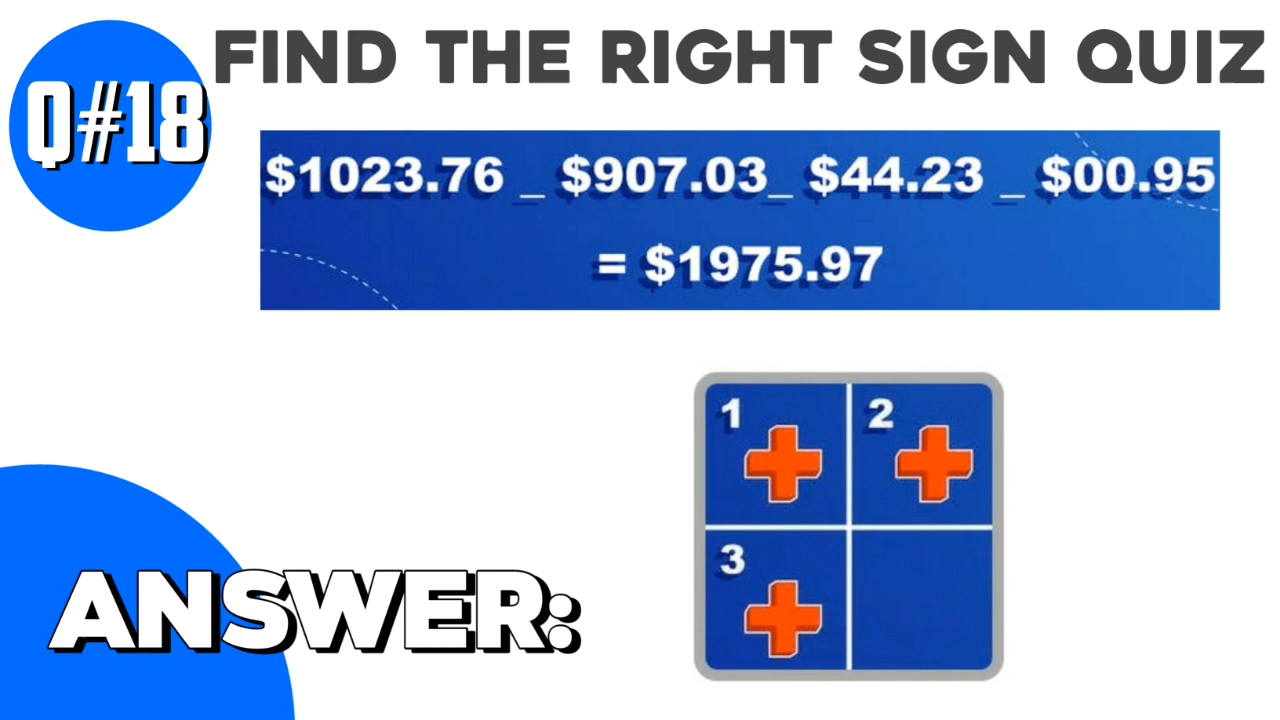 Q#18
FIND THE RIGHT SIGN QUIZ
$1023.76 _ $907.03_ $44.23 _ $00.95
= $1975.97
1 2
3
ANSWER: